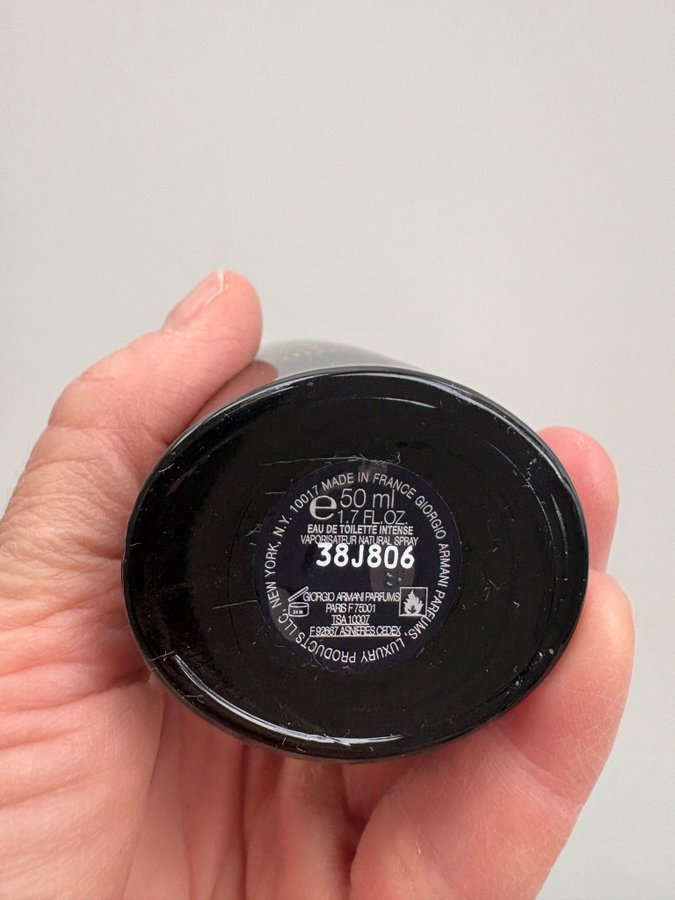 MADE IN FRANCE GIORGIO ARMANI PARFUMS, LUXURY PRODUCTS LLC, NEW YORK, N.Y. 10017
e 50 ml
1.7 FL.OZ.
EAU DE TOILETTE INTENSE
VAPORISATEUR NATURAL SPRAY
38J806
GIORGIO ARMANI PARFUMS
PARIS F 75001
TSA 10007
F 92667 ASNIERES CEDEX